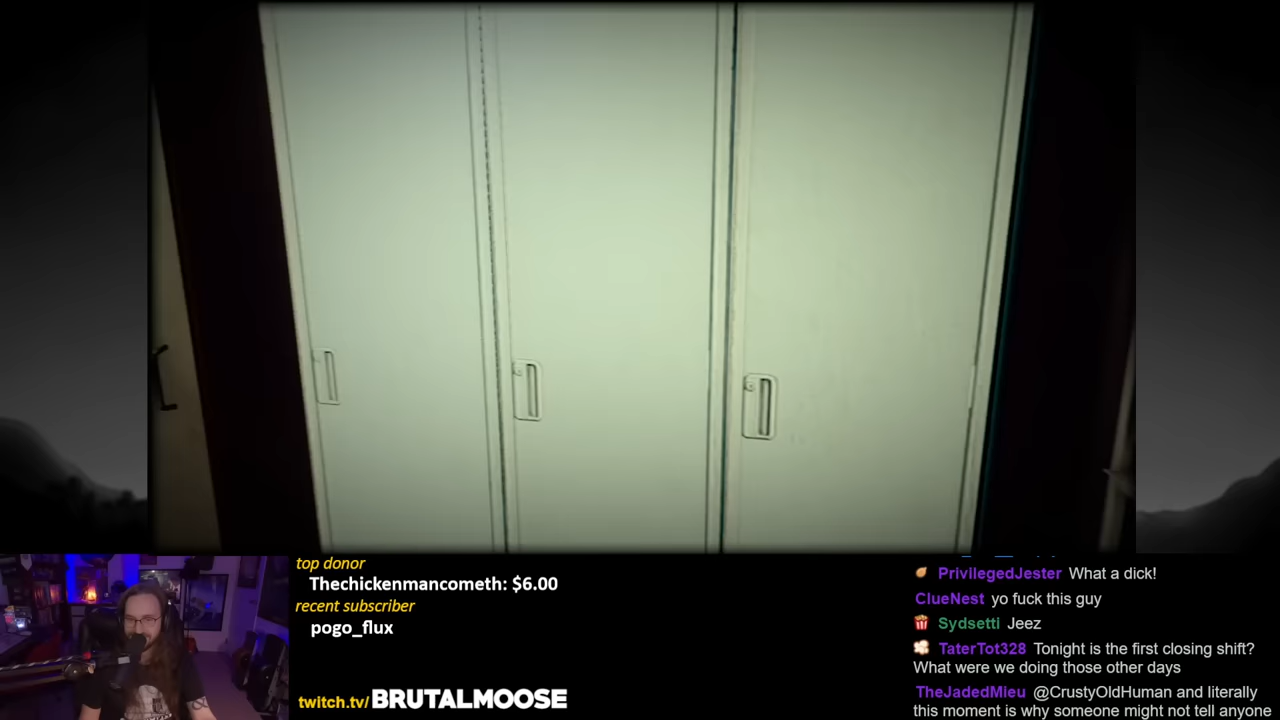 top donor
Thechickenmancometh: $6.00
recent subscriber
pogo_flux
twitch.tv/BRUTALMOOSE
PrivilegedJester What a dick!
ClueNest yo fuck this guy
Sydsetti Jeez
TaterTot328 Tonight is the first closing shift?
What were we doing those other days
TheJadedMieu @CrustyOldHuman and literally
this moment is why someone might not tell anyone